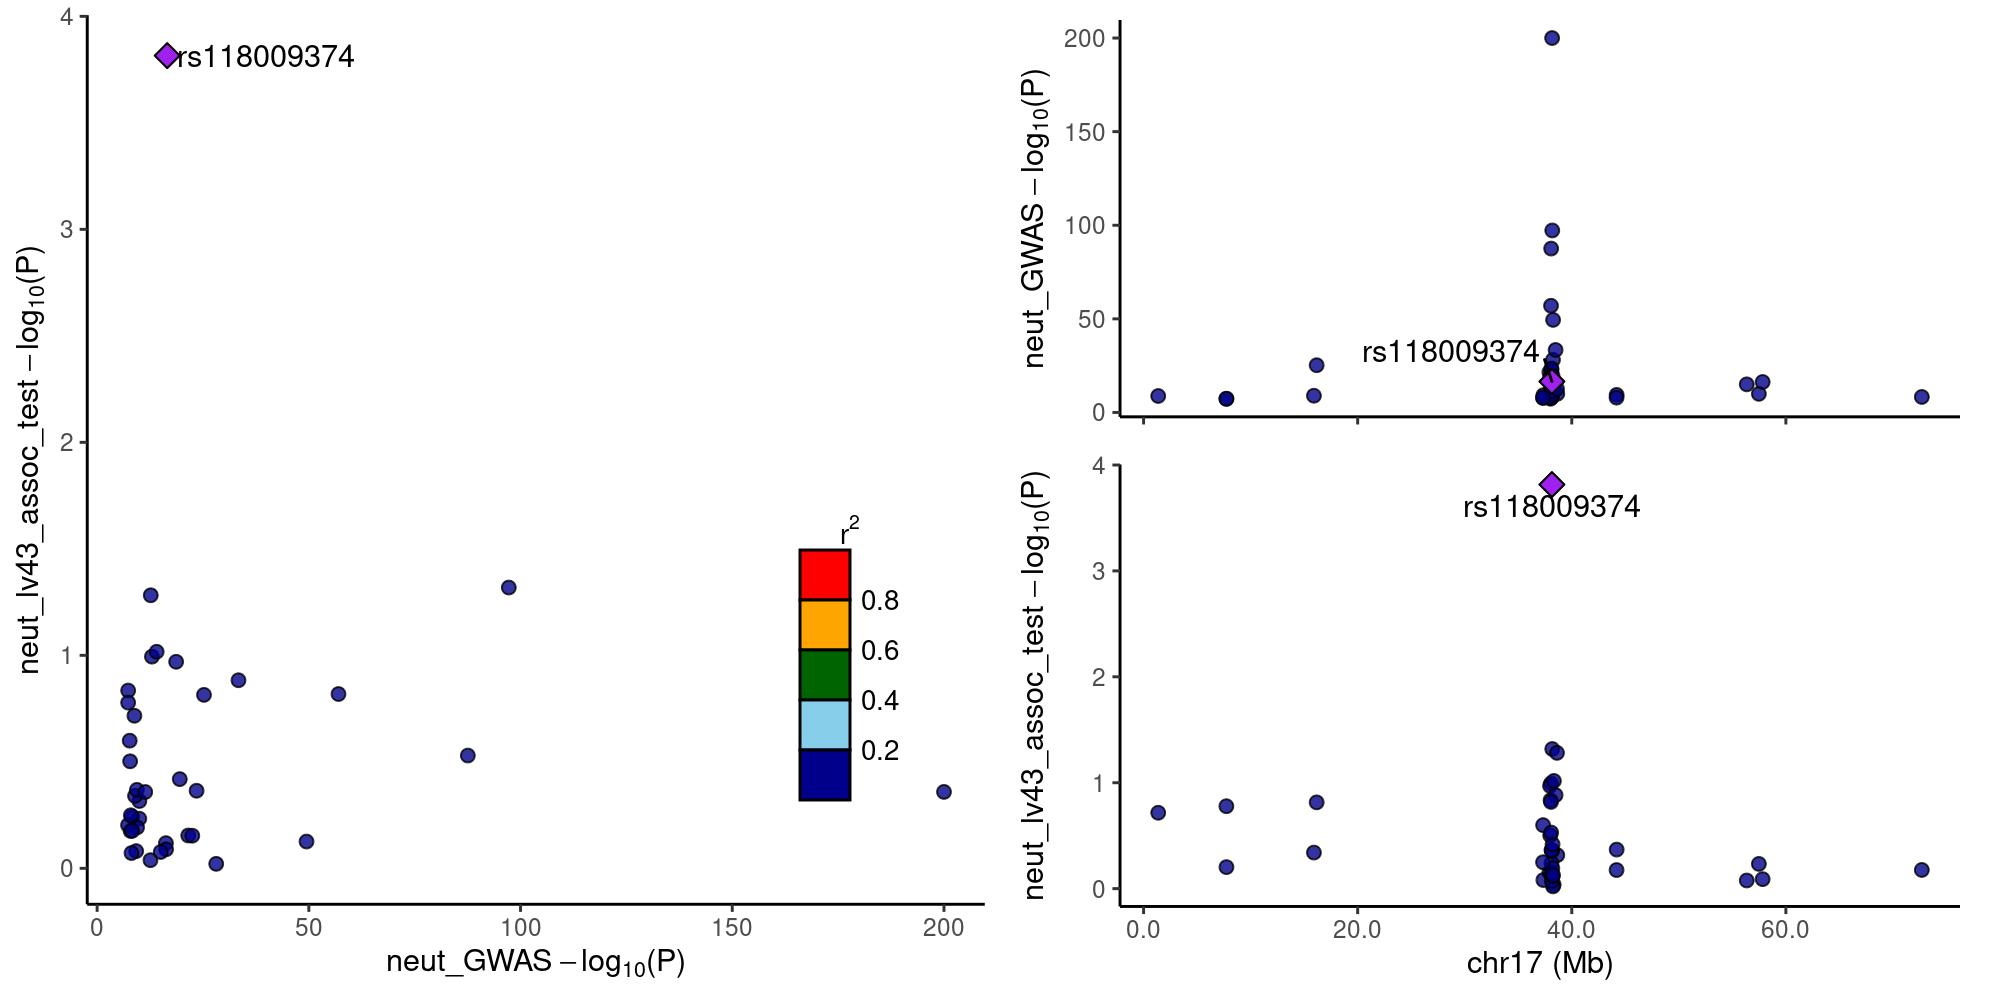 4
3
2
1
0
neut_lv43_assoc_test −log10(P)
rs118009374
r2
0.8
0.6
0.4
0.2
0 50 100 150 200
neut_GWAS −log10(P)
200
150
100
50
0
neut_GWAS −log10(P)
rs118009374
4
3
2
1
0
neut_lv43_assoc_test −log10(P)
rs118009374
0.0 20.0 40.0 60.0
chr17 (Mb)